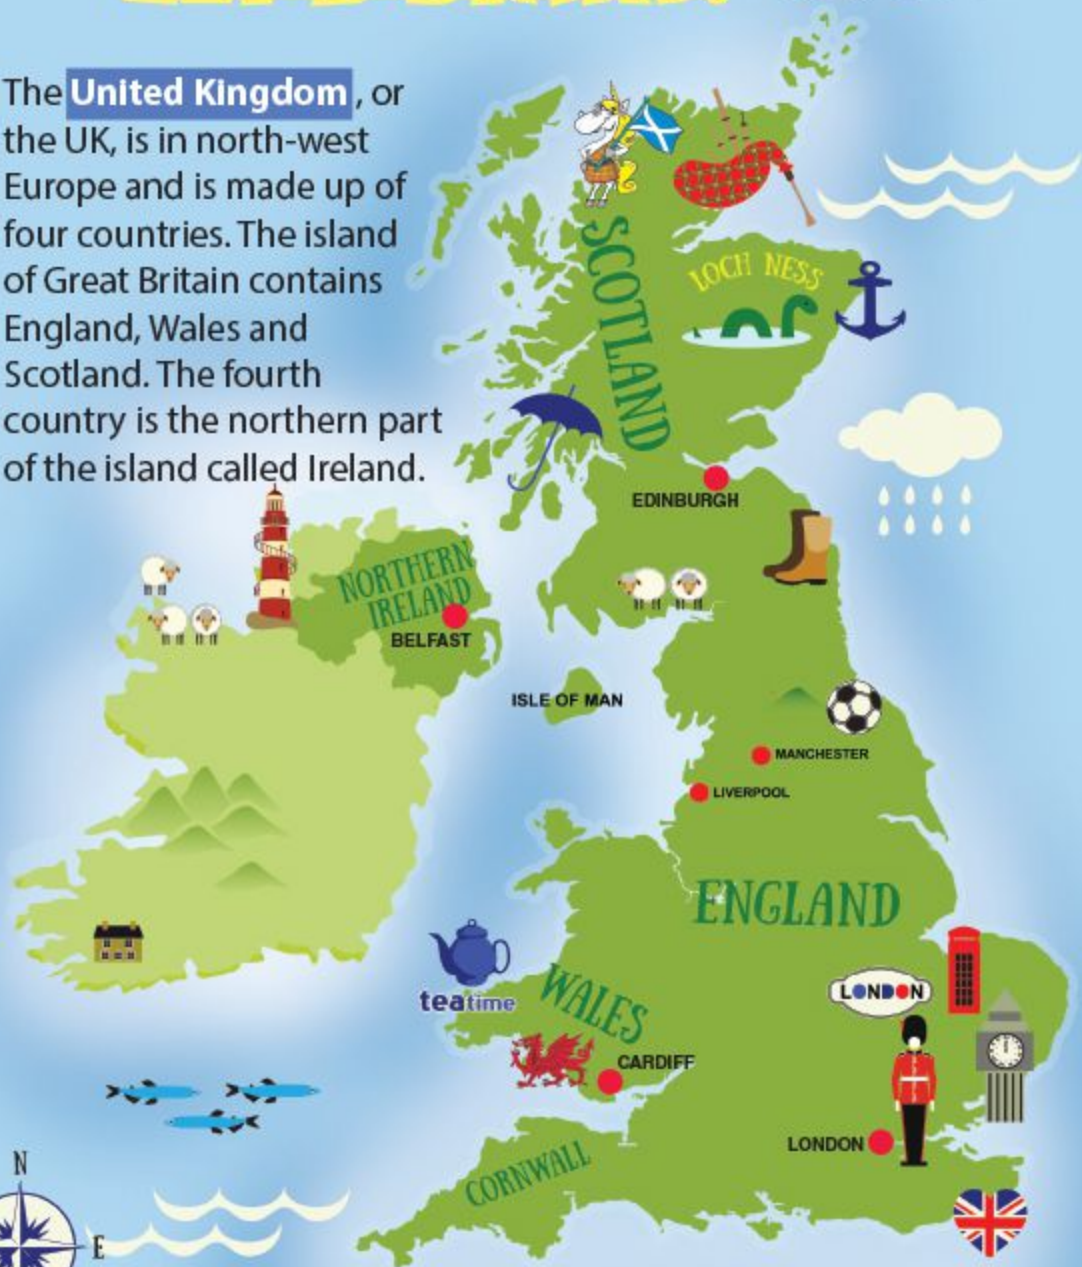 The United Kingdom, or
the UK, is in north-west
Europe and is made up of
four countries. The island
of Great Britain contains
England, Wales and
Scotland. The fourth
country is the northern part
of the island called Ireland.
SCOTLAND
LOCH NESS
EDINBURGH
NORTHERN
IRELAND
BELFAST
ISLE OF MAN
MANCHESTER
LIVERPOOL
ENGLAND
teatime
WALES
LONDON
CARDIFF
LONDON
CORNWALL
N
E